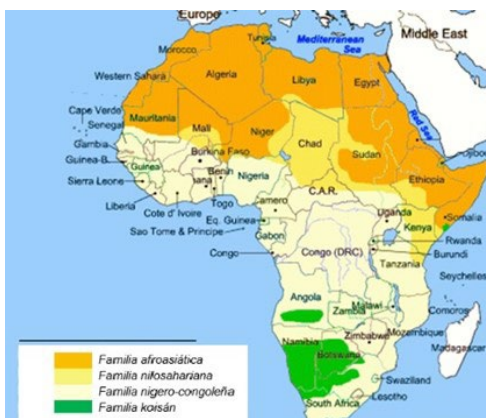 Europo
Middle East
Mediterranean
Sea
Tunisia
Morocco
Algeria
Libya
Egypt
Western Sahara
Red Sea
Cape Verde
Mauritania
Mali
Niger
Chad
Sudan
Senegal
Gambia
Guinea-B.
Guinea
Burkina Faso
Benin
Nigeria
Ethiopia
Sierra Leone
Liberia
Togo
Cote d' Ivoire
C.A.R.
Somalia
Eq. Guinea
Sao Tome & Principe
Gabon
Uganda
Kenya
Congo
Congo (DRC)
Rwanda
Burundi
Tanzania
Seychelles
Angola
Malawi
Zambia
Comoros
Mozambique
Zimbabwe
Madagascar
Namibia
Botswana
Swaziland
Lesotho
South Africa
Familia afroasiática
Familia nilosahariana
Familia nigero-congoleña
Familia koisán